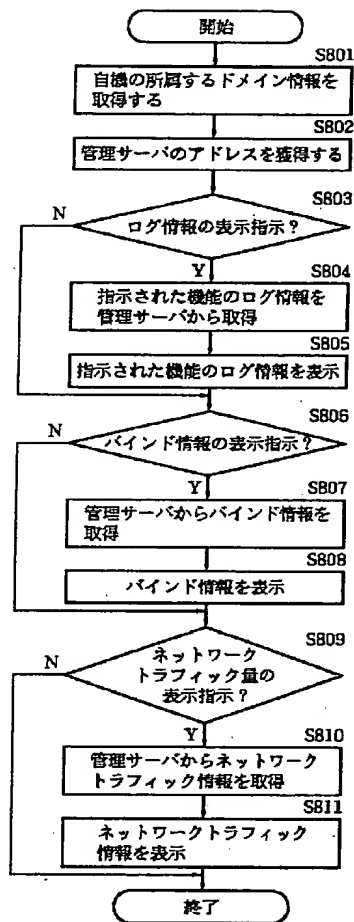 開始
S801
自機の所属するドメイン情報を
取得する
S802
管理サーバのアドレスを獲得する
S803
N
ログ情報の表示指示?
Y
S804
指示された機能のログ情報を
管理サーバから取得
S805
指示された機能のログ情報を表示
S806
N
バインド情報の表示指示?
Y
S807
管理サーバからバインド情報を
取得
S808
バインド情報を表示
S809
N
ネットワーク
トラフィック量の
表示指示?
Y
S810
管理サーバからネットワーク
トラフィック情報を取得
S811
ネットワークトラフィック
情報を表示
終了